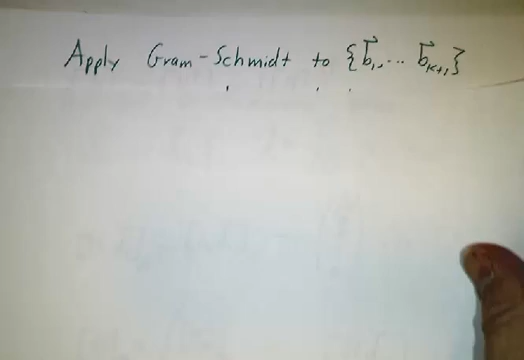 Apply Gram-Schmidt to {b⃗₁, ... b⃗ₖ₊₁}